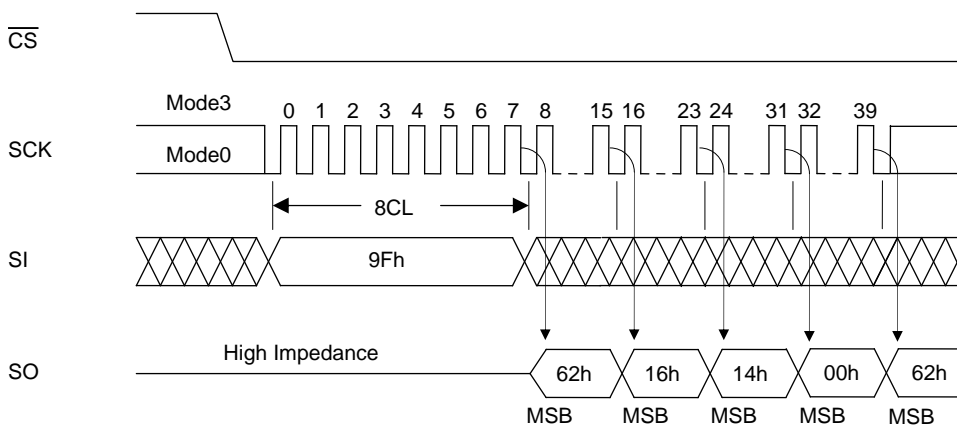 CS
Mode3
0 1 2 3 4 5 6 7 8 15 16 23 24 31 32 39
SCK
Mode0
8CL
SI
9Fh
High Impedance
SO
62h 16h 14h 00h 62h
MSB MSB MSB MSB MSB